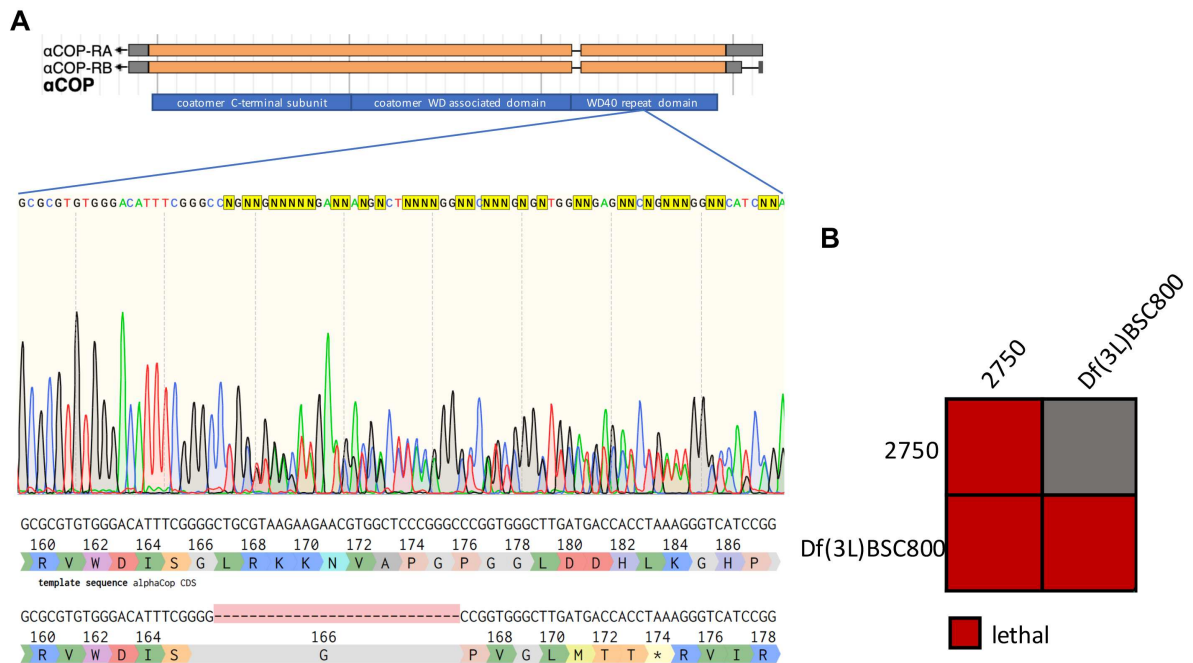 A
αCOP-RA
αCOP-RB
αCOP
coatomer C-terminal subunit coatomer WD associated domain WD40 repeat domain
GCGCGTGTGGGACATTTCGGGCCNGNNGNNNNNGANNANGNCTNNNNGGNNCNNNGNGNTGGNNGAGNNCNGNNNGGNNCATCNNA
GCGCGTGTGGGACATTTCGGGGCTGCGTAAGAAGAACGTGGCTCCCGGGCCCGGTGGGCTTGATGACCACCTAAAGGGTCATCCGG
160 162 164 166 168 170 172 174 176 178 180 182 184 186
R V W D I S G L R K K N V A P G P G G L D D H L K G H P
template sequence alphaCop CDS
GCGCGTGTGGGACATTTCGGGG----------------------------CCGGTGGGCTTGATGACCACCTAAAGGGTCATCCGG
160 162 164 166 168 170 172 174 176 178
R V W D I S G P V G L M T T * R V I R
B
2750 Df(3L)BSC800
2750
Df(3L)BSC800
lethal